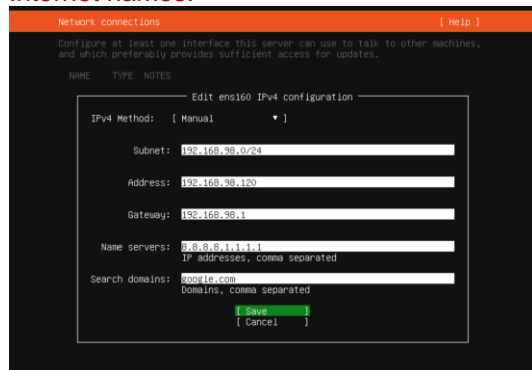 internet names.
Network connections [ Help ]
Configure at least one interface this server can use to talk to other machines,
and which preferably provides sufficient access for updates.
NAME TYPE NOTES
Edit ens160 IPv4 configuration
IPv4 Method: [ Manual ▾ ]
Subnet: 192.168.98.0/24
Address: 192.168.98.120
Gateway: 192.168.98.1
Name servers: 8.8.8.8,1.1.1.1
IP addresses, comma separated
Search domains: google.com
Domains, comma separated
[ Save ]
[ Cancel ]